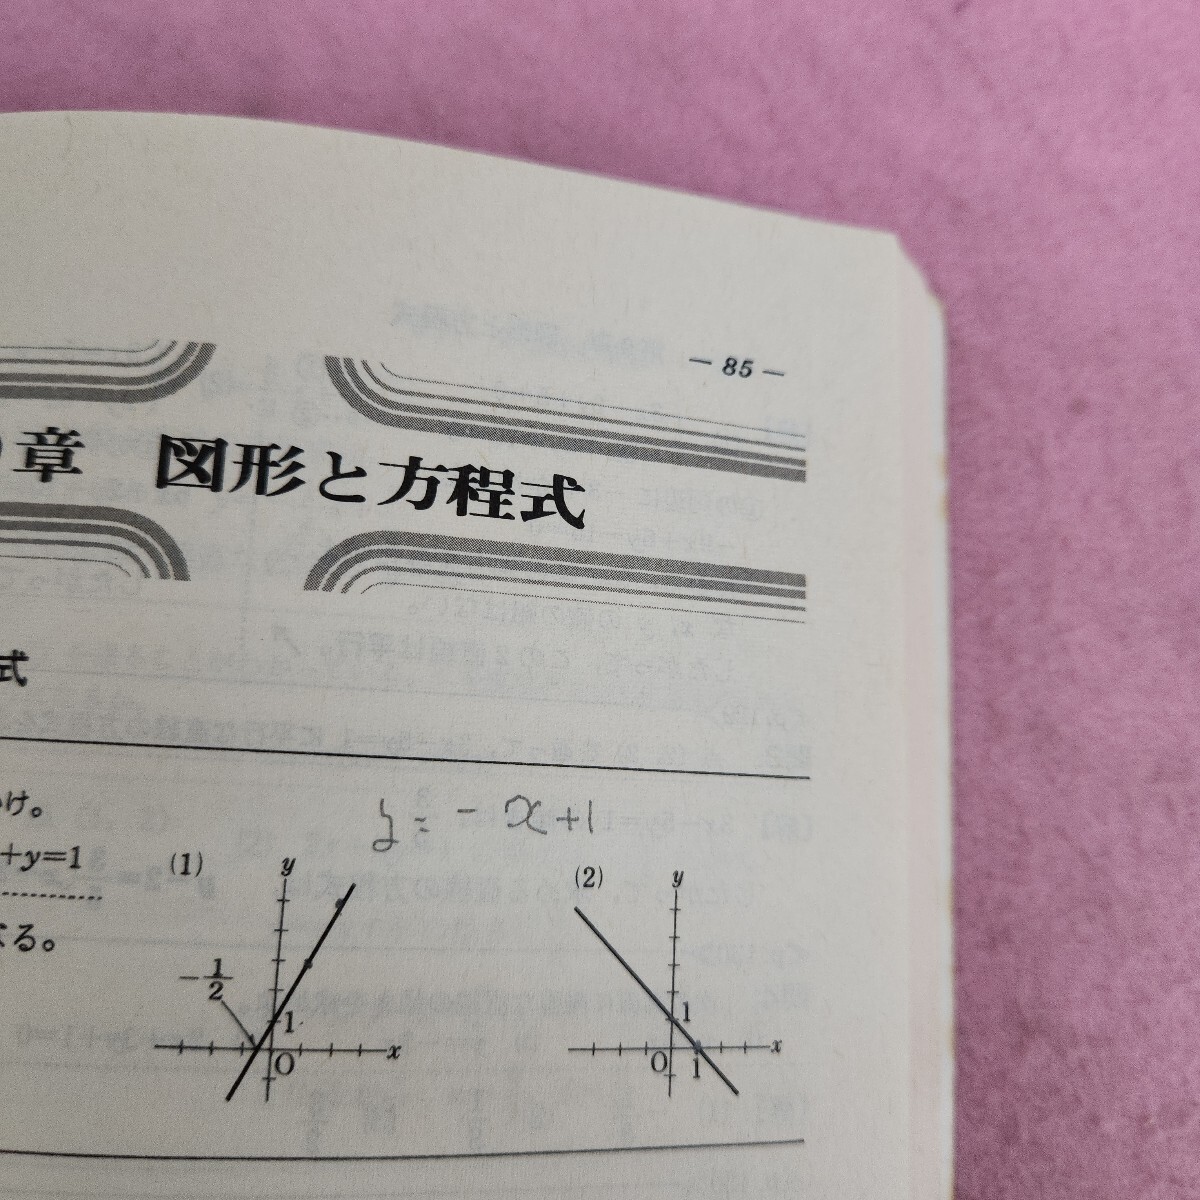 — 85 —
章 図形と方程式
式
け。
y = - x + 1
+y=1
(1)
y
-1/2
1
O
x
(2)
y
1
O
1
x
る。